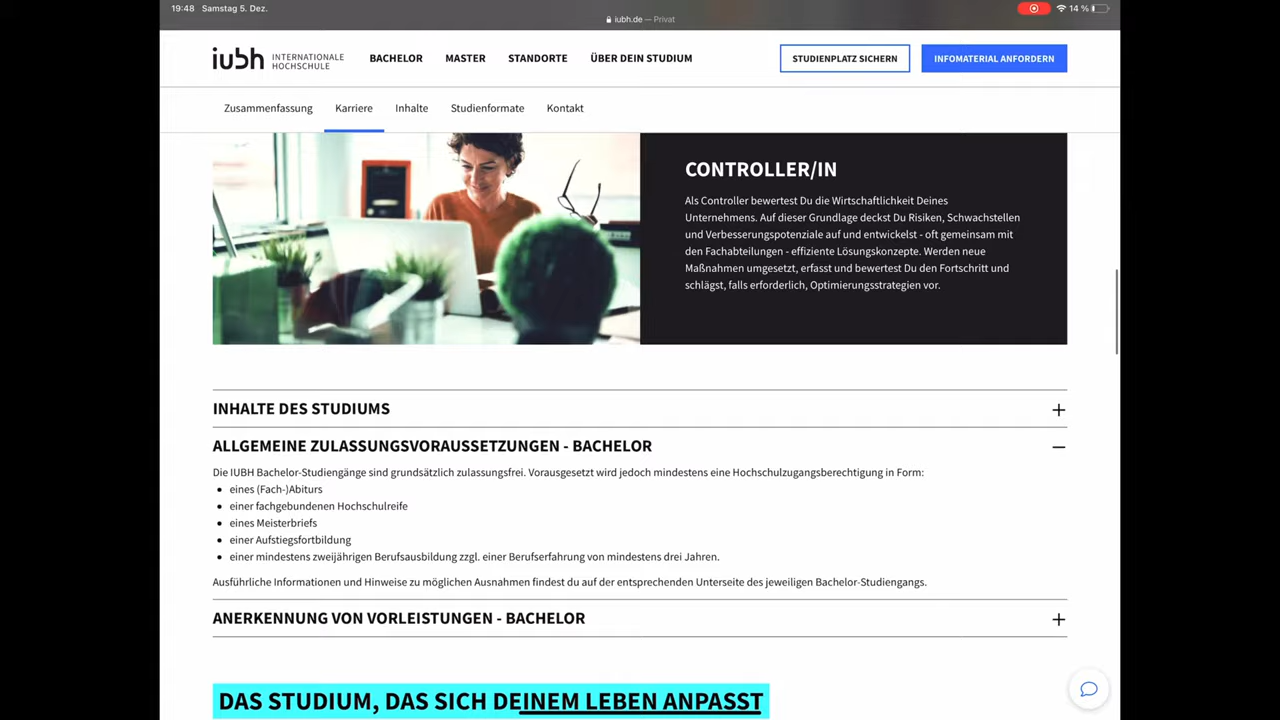 19:48 Samstag 5. Dez.
14 %
iubh.de — Privat
iubh INTERNATIONALE HOCHSCHULE
BACHELOR MASTER STANDORTE ÜBER DEIN STUDIUM
STUDIENPLATZ SICHERN
INFOMATERIAL ANFORDERN
Zusammenfassung Karriere Inhalte Studienformate Kontakt
CONTROLLER/IN
Als Controller bewertest Du die Wirtschaftlichkeit Deines
Unternehmens. Auf dieser Grundlage deckst Du Risiken, Schwachstellen
und Verbesserungspotenziale auf und entwickelst - oft gemeinsam mit
den Fachabteilungen - effiziente Lösungskonzepte. Werden neue
Maßnahmen umgesetzt, erfasst und bewertest Du den Fortschritt und
schlägst, falls erforderlich, Optimierungsstrategien vor.
INHALTE DES STUDIUMS
ALLGEMEINE ZULASSUNGSVORAUSSETZUNGEN - BACHELOR
Die IUBH Bachelor-Studiengänge sind grundsätzlich zulassungsfrei. Vorausgesetzt wird jedoch mindestens eine Hochschulzugangsberechtigung in Form:
• eines (Fach-)Abiturs
• einer fachgebundenen Hochschulreife
• eines Meisterbriefs
• einer Aufstiegsfortbildung
• einer mindestens zweijährigen Berufsausbildung zzgl. einer Berufserfahrung von mindestens drei Jahren.
Ausführliche Informationen und Hinweise zu möglichen Ausnahmen findest du auf der entsprechenden Unterseite des jeweiligen Bachelor-Studiengangs.
ANERKENNUNG VON VORLEISTUNGEN - BACHELOR
DAS STUDIUM, DAS SICH DEINEM LEBEN ANPASST